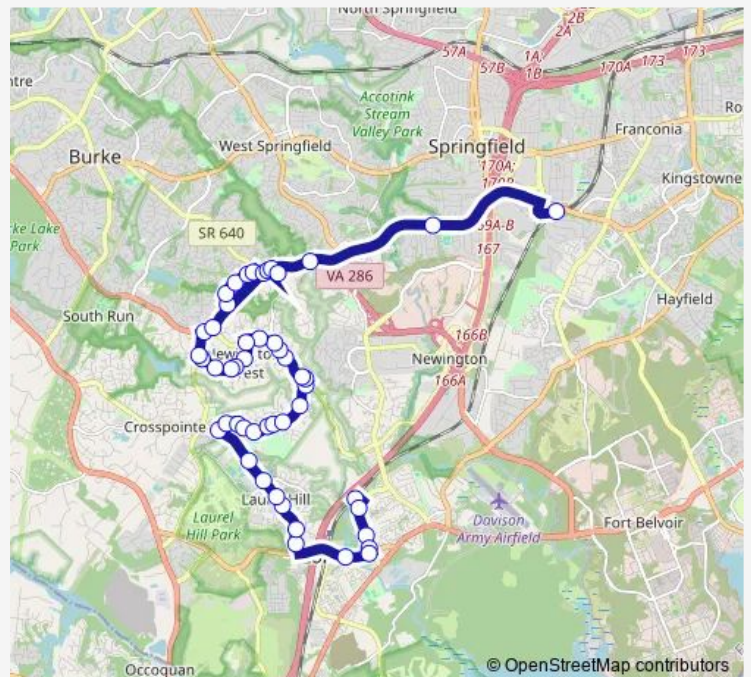 North Springfield
2B
2A
57A
57B
1A;
1B
170A
173
173
Accotink
Stream
Valley Park
Franconia
West Springfield
Springfield
Burke
170A;
Kingstowne
SR 640
69A-B
167
VA 286
Hayfield
South Run
166B
Newington
166A
Crosspointe
Laurel
Hill Park
Davison
Army Airfield
Fort Belvoir
Occoquan
© OpenStreetMap contributors